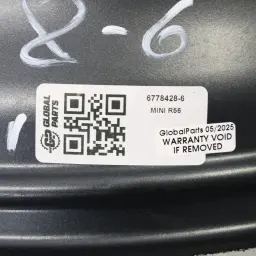 8-6
GLOBAL
PARTS
6778428-6
MINI R56
GlobalParts 05/2025
WARRANTY VOID
IF REMOVED